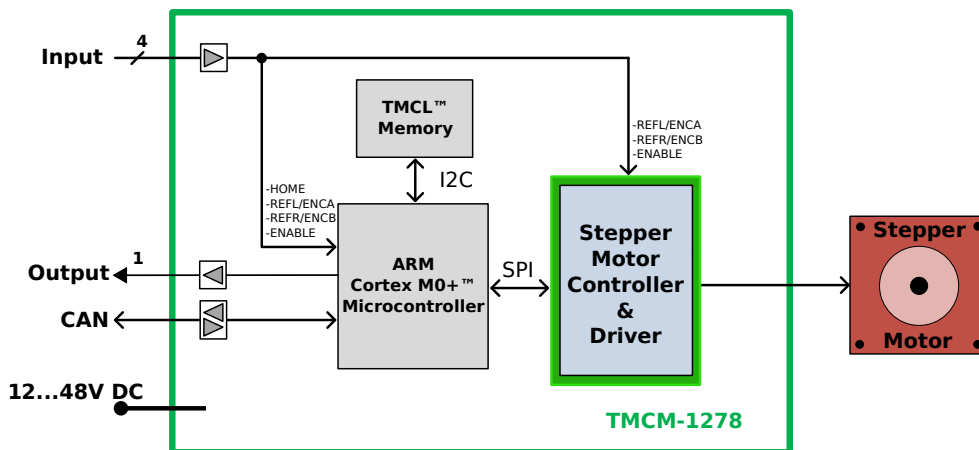 Input
4
TMCL™
Memory
-REFL/ENCA
-REFR/ENCB
-ENABLE
I2C
-HOME
-REFL/ENCA
-REFR/ENCB
-ENABLE
Stepper
Motor
Controller
&
Driver
Stepper
Motor
Output
1
ARM
Cortex M0+™
Microcontroller
SPI
CAN
12...48V DC
TMCM-1278